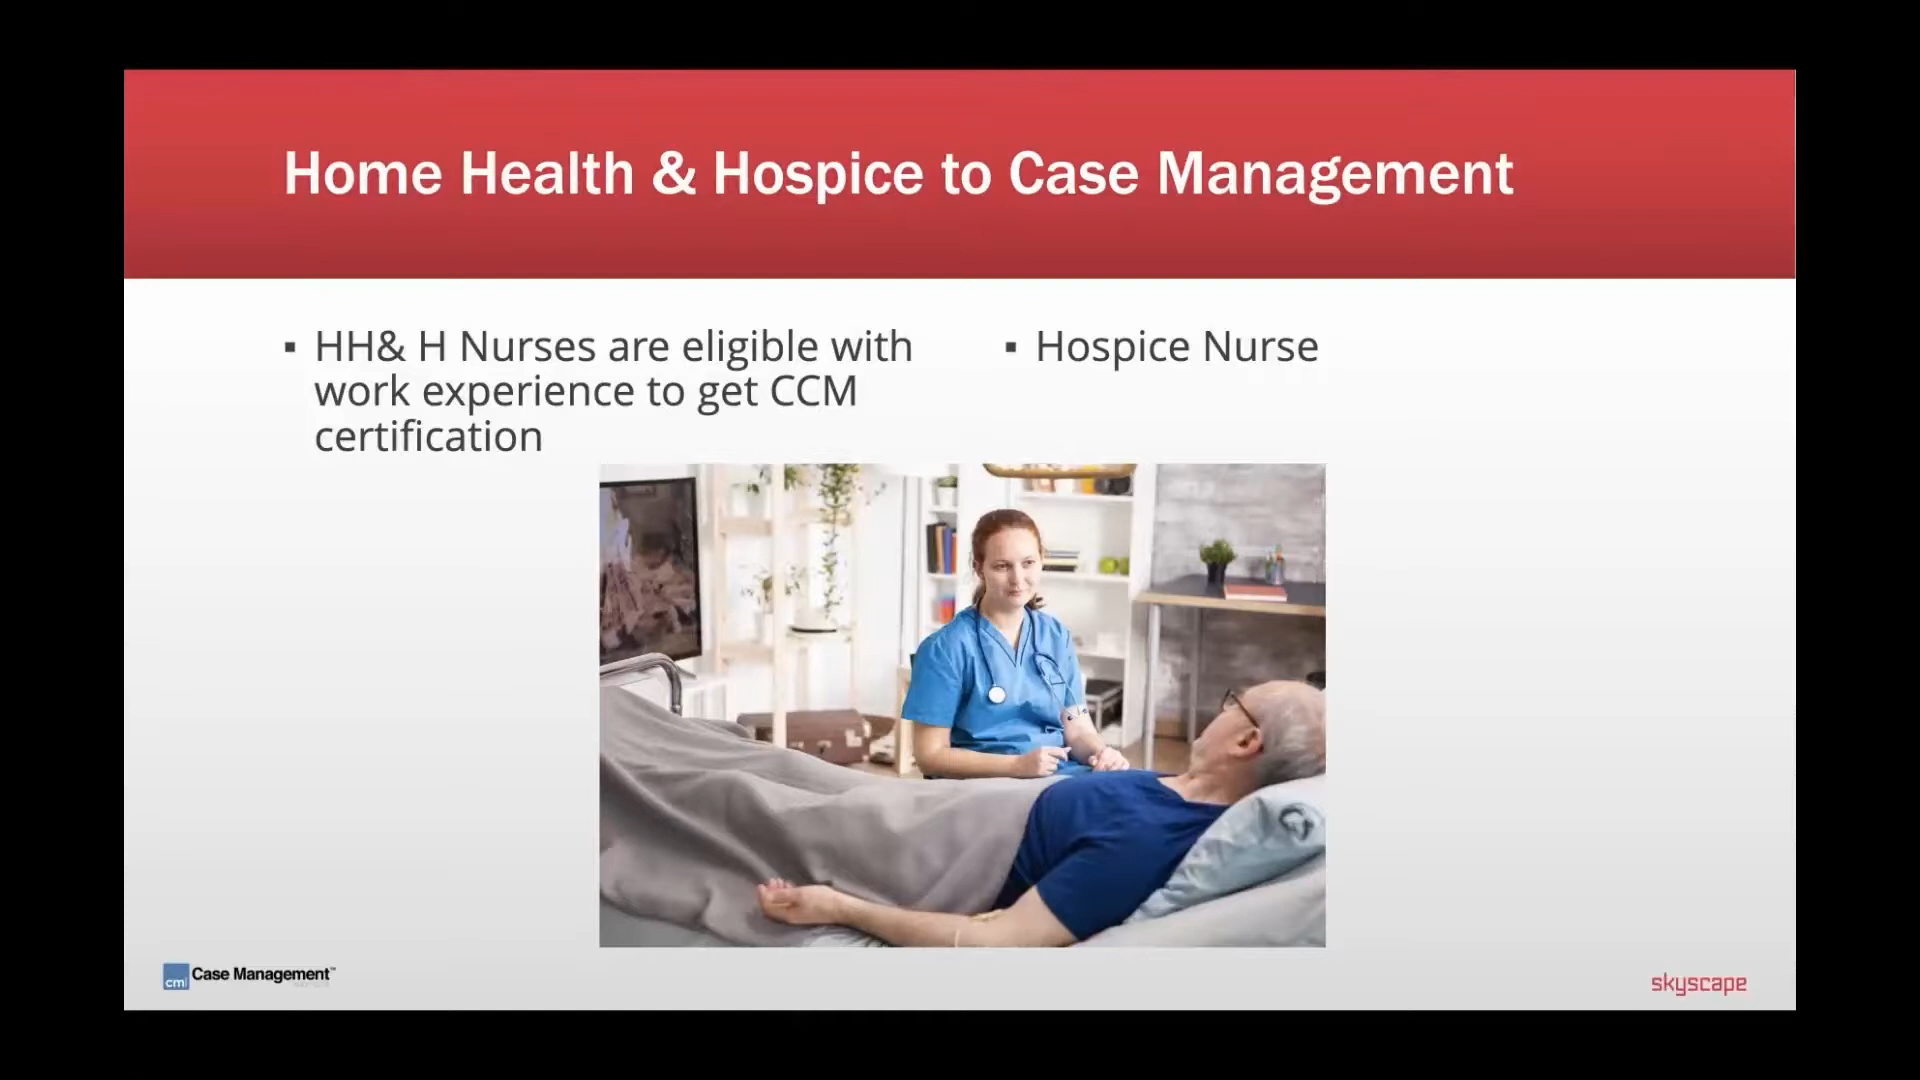 Home Health & Hospice to Case Management
▪ HH& H Nurses are eligible with
work experience to get CCM
certification
▪ Hospice Nurse
cmi Case Management™
skyscape